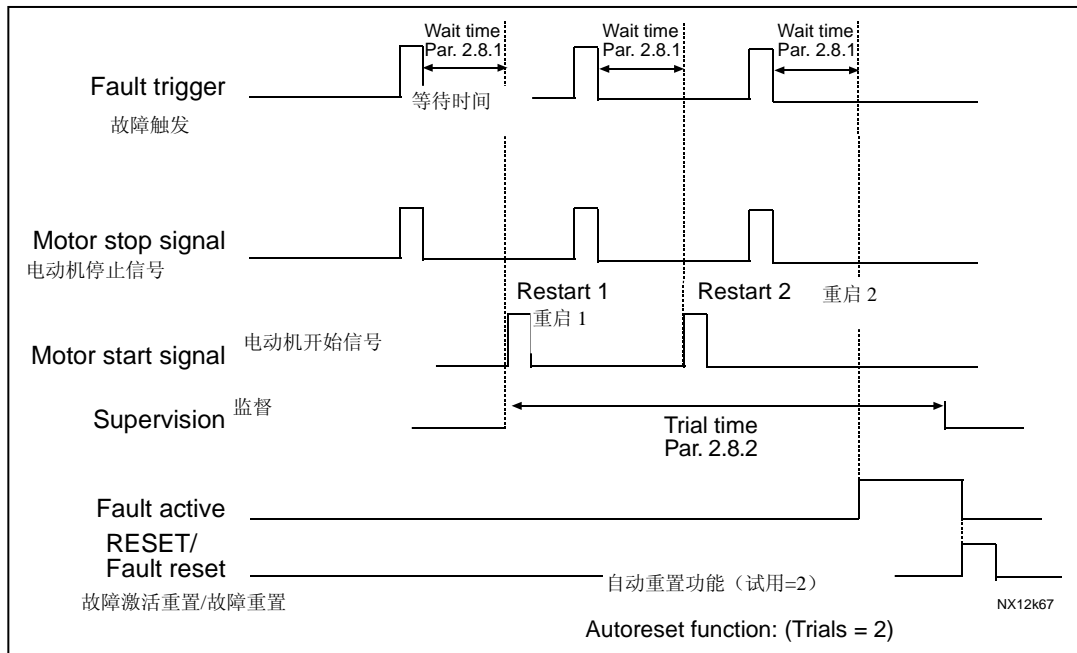 Wait time
Par. 2.8.1
Wait time
Par. 2.8.1
Wait time
Par. 2.8.1
Fault trigger
等待时间
故障触发
Motor stop signal
电动机停止信号
Restart 1
Restart 2
重启 2
重启 1
电动机开始信号
Motor start signal
Supervision
监督
Trial time
Par. 2.8.2
Fault active
RESET/
Fault reset
自动重置功能（试用=2）
故障激活重置/故障重置
NX12k67
Autoreset function: (Trials = 2)